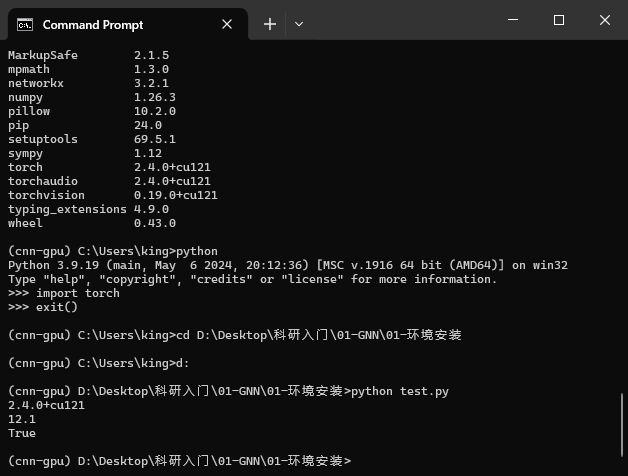 Command Prompt
MarkupSafe 2.1.5
mpmath 1.3.0
networkx 3.2.1
numpy 1.26.3
pillow 10.2.0
pip 24.0
setuptools 69.5.1
sympy 1.12
torch 2.4.0+cu121
torchaudio 2.4.0+cu121
torchvision 0.19.0+cu121
typing_extensions 4.9.0
wheel 0.43.0
(cnn-gpu) C:\Users\king>python
Python 3.9.19 (main, May  6 2024, 20:12:36) [MSC v.1916 64 bit (AMD64)] on win32
Type "help", "copyright", "credits" or "license" for more information.
>>> import torch
>>> exit()
(cnn-gpu) C:\Users\king>cd D:\Desktop\科研入门\01-GNN\01-环境安装
(cnn-gpu) C:\Users\king>d:
(cnn-gpu) D:\Desktop\科研入门\01-GNN\01-环境安装>python test.py
2.4.0+cu121
12.1
True
(cnn-gpu) D:\Desktop\科研入门\01-GNN\01-环境安装>